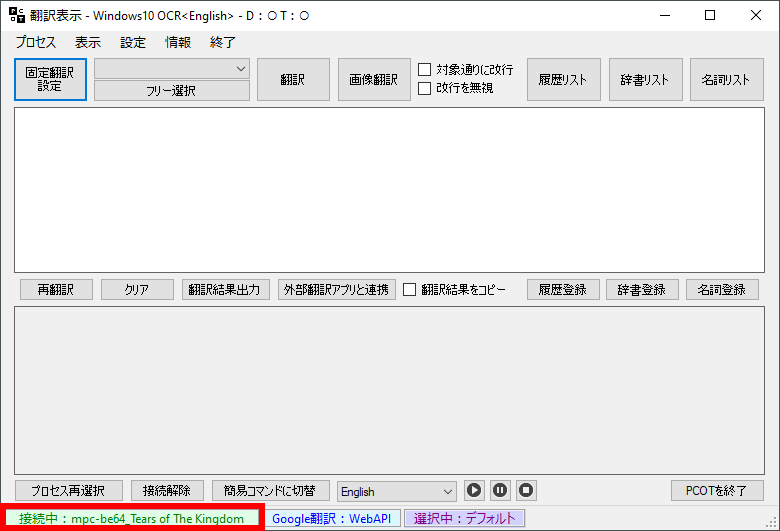 翻訳表示 - Windows10 OCR<English> - D：○ T：○
プロセス 表示 設定 情報 終了
固定翻訳
設定
フリー選択
翻訳
画像翻訳
対象通りに改行
改行を無視
履歴リスト
辞書リスト
名詞リスト
再翻訳 クリア 翻訳結果出力 外部翻訳アプリと連携 翻訳結果をコピー 履歴登録 辞書登録 名詞登録
プロセス再選択 接続解除 簡易コマンドに切替 English PCOTを終了
接続中：mpc-be64_Tears of The Kingdom Google翻訳：WebAPI 選択中：デフォルト